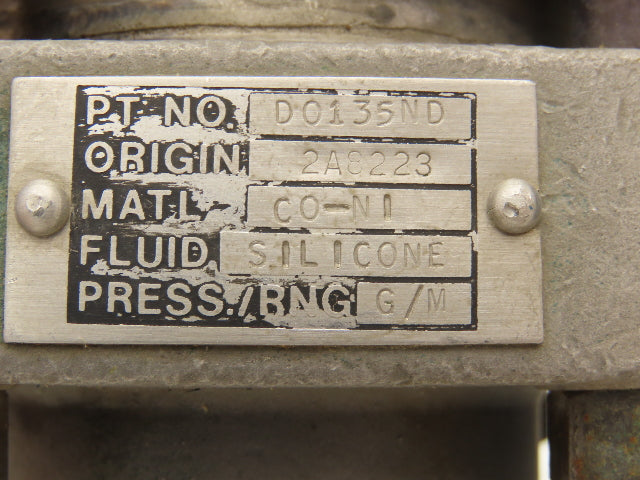 PT NO. D0135ND
ORIGIN 2A8223
MATL. CO-NI
FLUID SILICONE
PRESS./RNG G/M